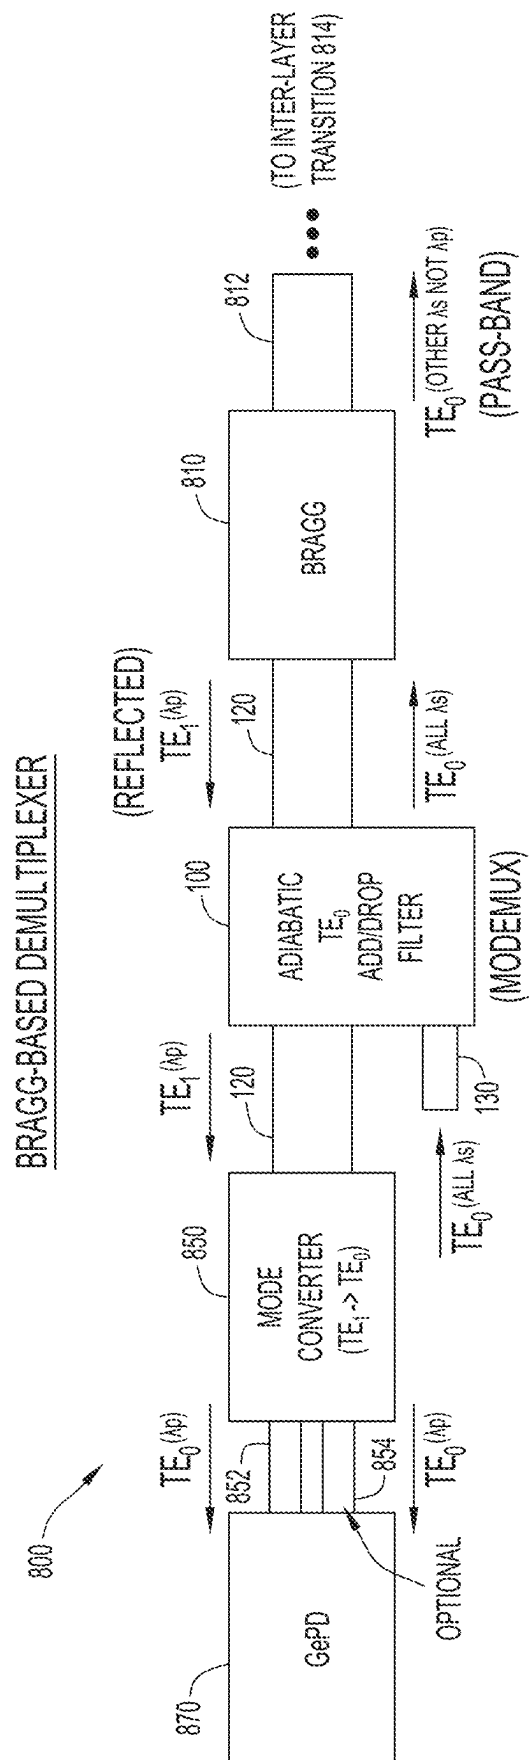 BRAGG-BASED DEMULTIPLEXER
800
870
GePD
OPTIONAL
TE0 (λp)
852
854
TE0 (λp)
850
MODE
CONVERTER
(TE1 -> TE0)
TE1 (λp)
120
TE0 (ALL λs)
130
100
ADIABATIC
TE0
ADD/DROP
FILTER
(MODEMUX)
(REFLECTED)
TE1 (λp)
120
TE0 (ALL λs)
810
BRAGG
812
TE0 (OTHER λs NOT λp)
(PASS-BAND)
(TO INTER-LAYER
TRANSITION 814)